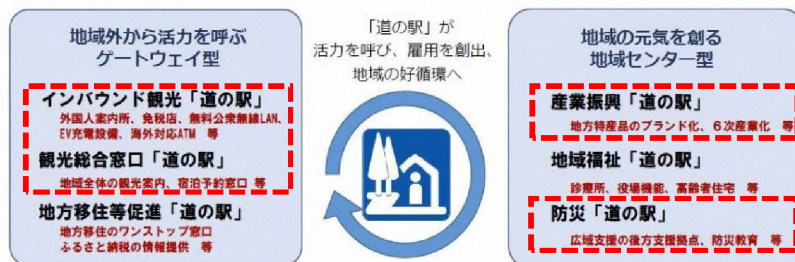 地域外から活力を呼ぶ
ゲートウェイ型
インバウンド観光「道の駅」
外国人案内所、免税店、無料公衆無線LAN、
EV充電設備、海外対応ATM 等
観光総合窓口「道の駅」
地域全体の観光案内、宿泊予約窓口 等
地方移住等促進「道の駅」
地方移住のワンストップ窓口
ふるさと納税の情報提供 等
「道の駅」が
活力を呼び、雇用を創出、
地域の好循環へ
地域の元気を創る
地域センター型
産業振興「道の駅」
地方特産品のブランド化、6次産業化 等
地域福祉「道の駅」
診療所、役場機能、高齢者住宅 等
防災「道の駅」
広域支援の後方支援拠点、防災教育 等